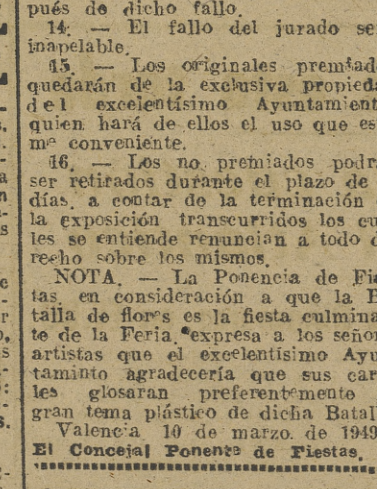 pués de dicho fallo.
14. — El fallo del jurado se
inapelable.
15. — Los originales premiad
quedarán de la exclusiva propieda
del excelentísimo Ayuntamient
quien hará de ellos el uso que es
me conveniente.
16. — Los no premiados podr
ser retirados durante el plazo de
días, a contar de la terminación
la exposición transcurridos los cu
les se entiende renuncian a todo d
recho sobre los mismos.
NOTA. — La Ponencia de Fie
tas, en consideración a que la B
talla de flores es la fiesta culmina
te de la Feria, expresa a los señor
artistas que el excelentísimo Ayu
taminto agradecería que sus car
les glosaran preferentemente
gran tema plástico de dicha Batal
Valencia 10 de marzo de 1949
El Concejal Ponente de Fiestas.